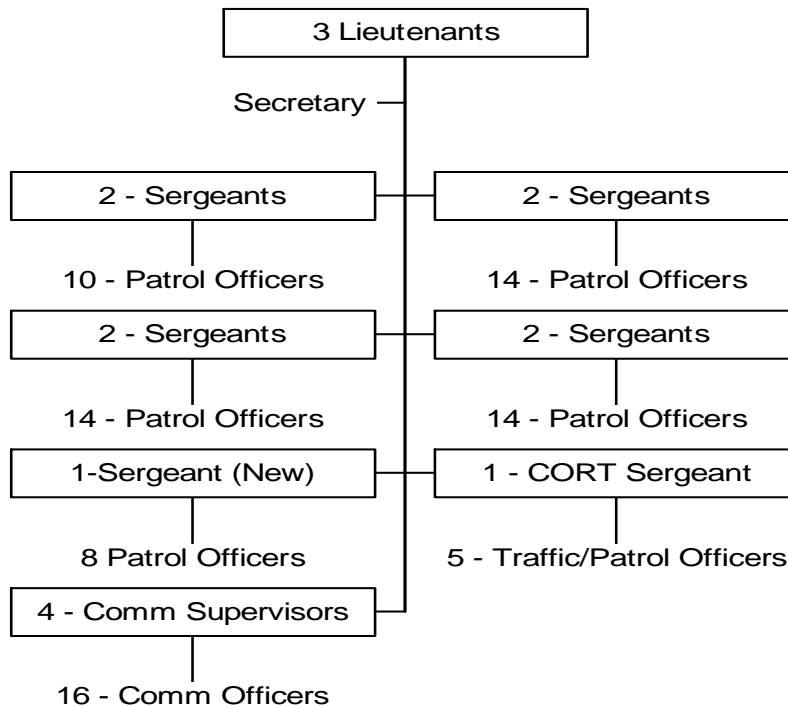 3 Lieutenants
Secretary
2 - Sergeants
2 - Sergeants
10 - Patrol Officers
14 - Patrol Officers
2 - Sergeants
2 - Sergeants
14 - Patrol Officers
14 - Patrol Officers
1-Sergeant (New)
1 - CORT Sergeant
8 Patrol Officers
5 - Traffic/Patrol Officers
4 - Comm Supervisors
16 - Comm Officers